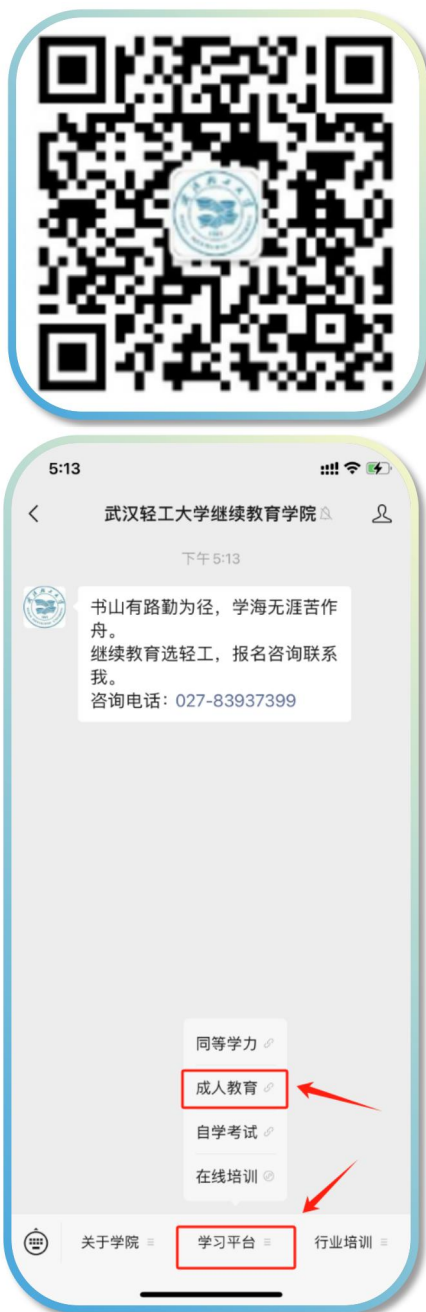 5:13
武汉轻工大学继续教育学院
下午 5:13
书山有路勤为径，学海无涯苦作
舟。
继续教育选轻工，报名咨询联系
我。
咨询电话：027-83937399
同等学力
成人教育
自学考试
在线培训
关于学院
学习平台
行业培训